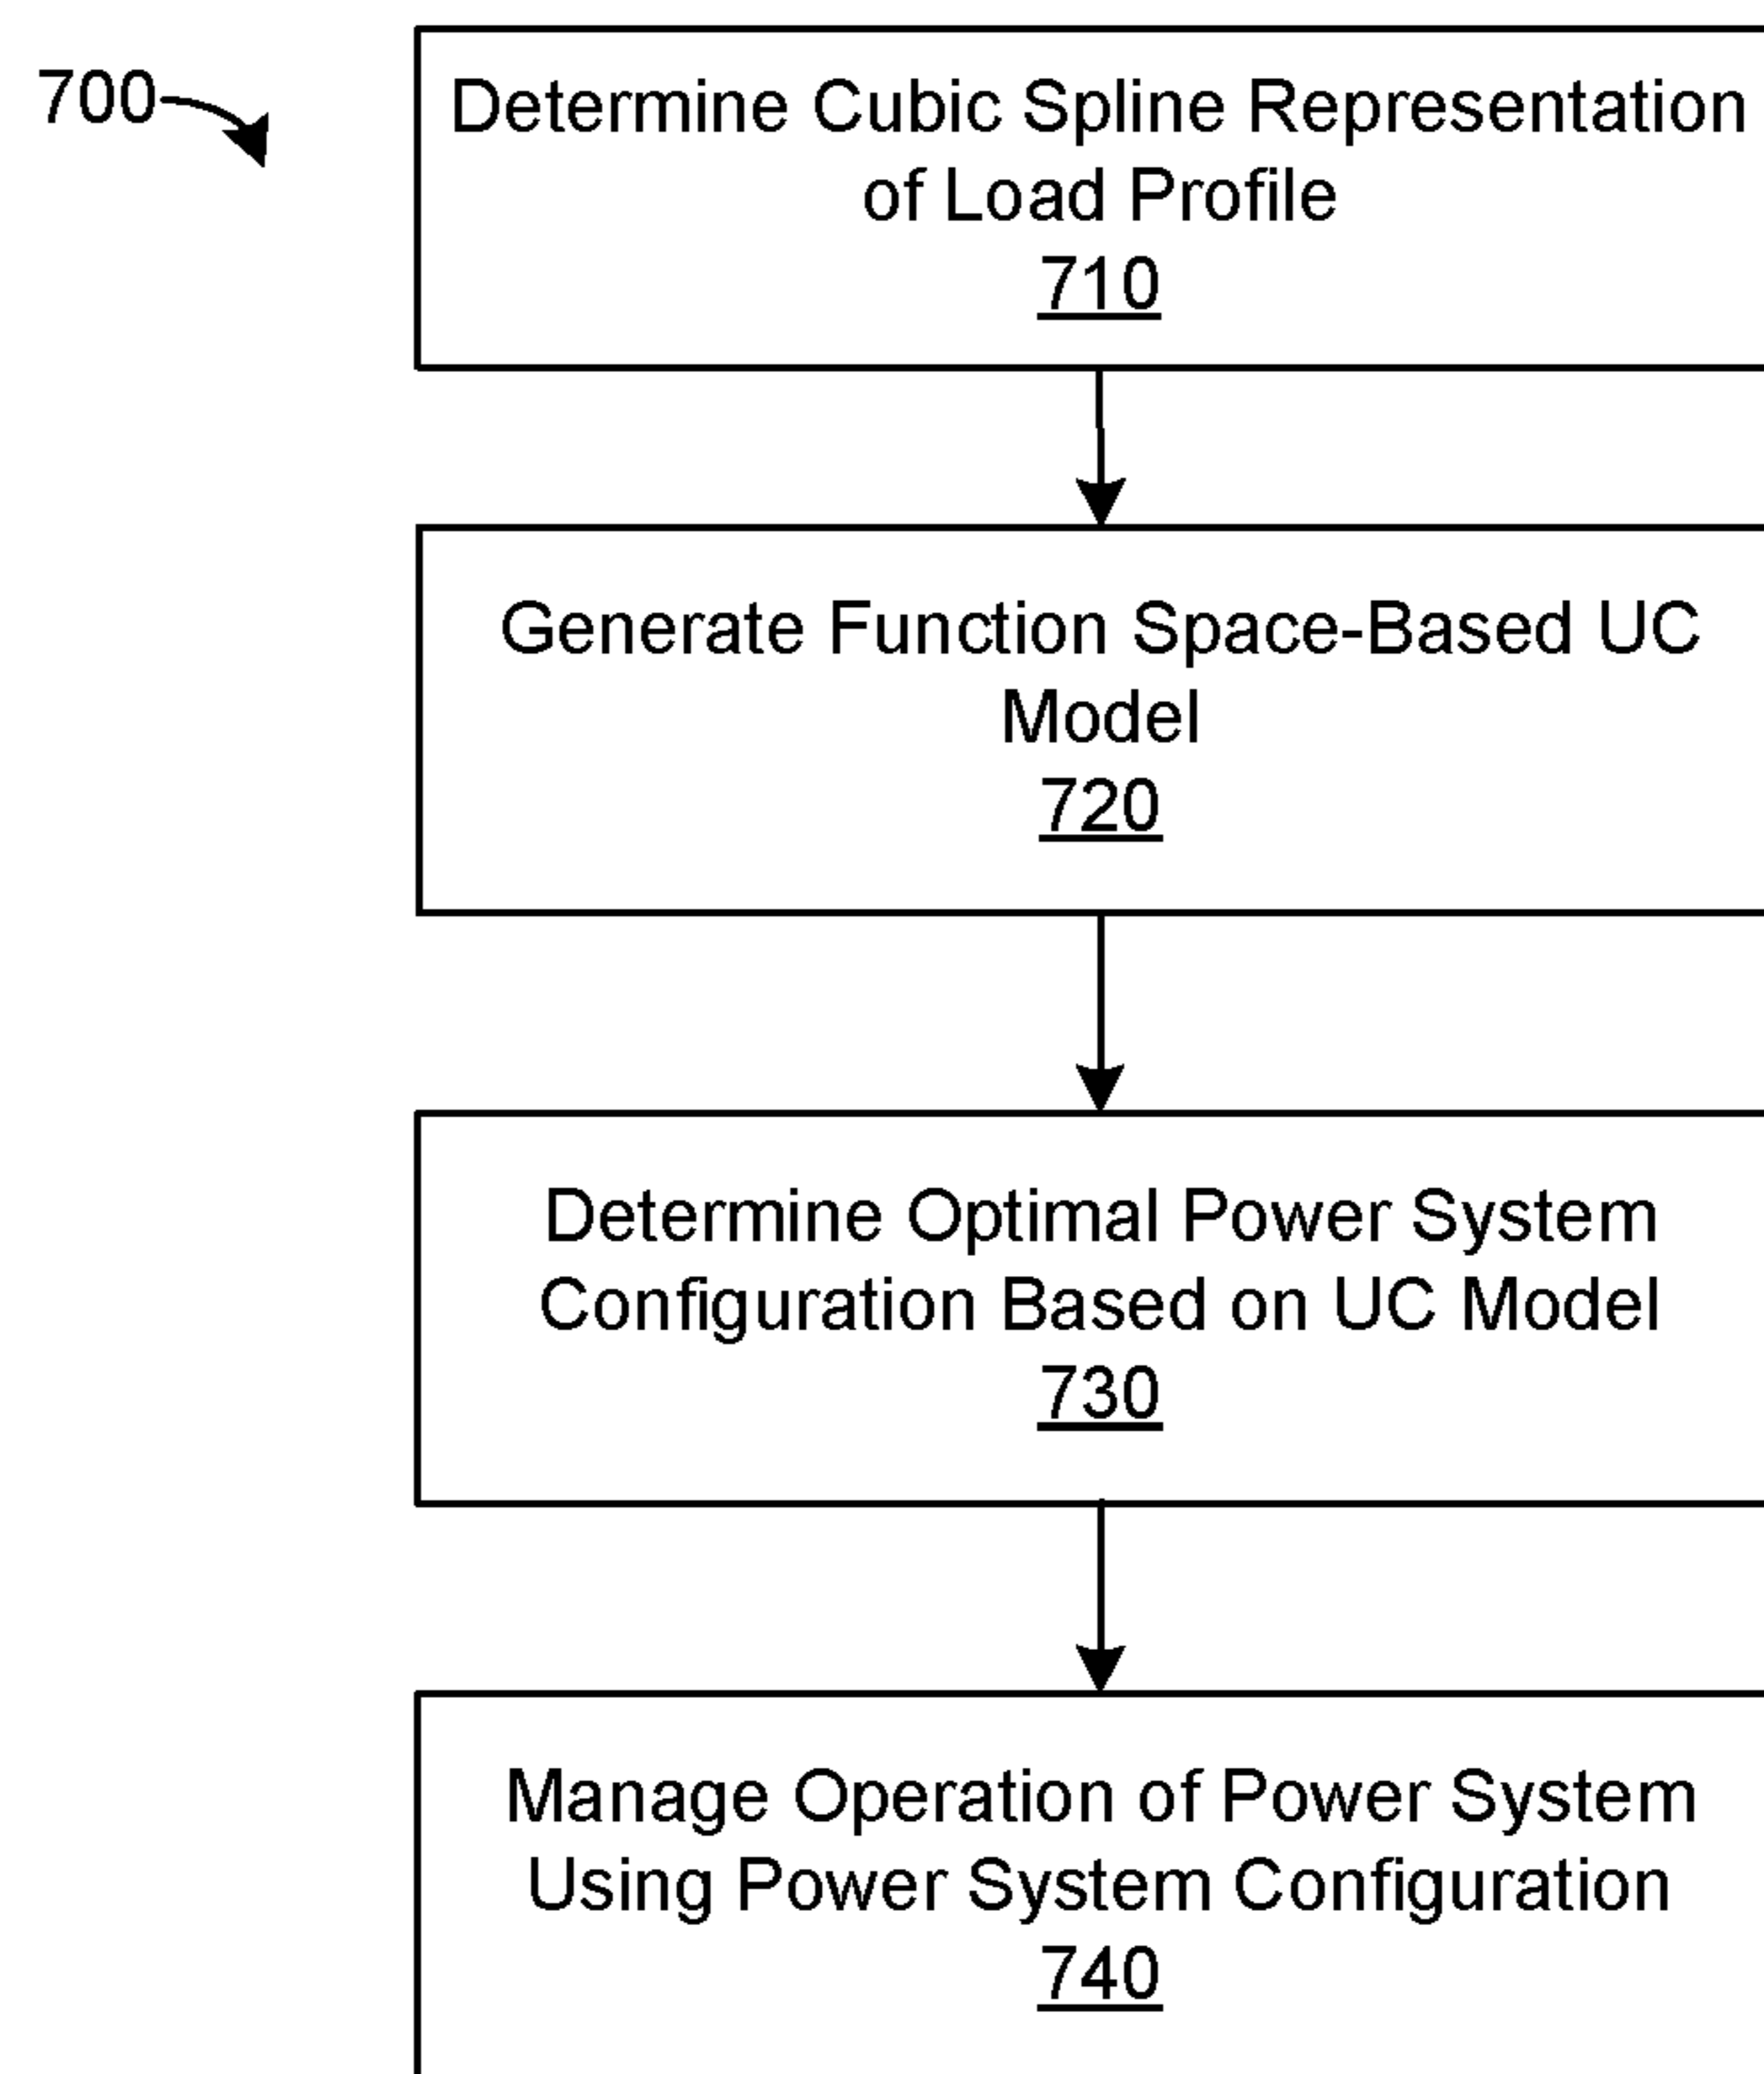 700
Determine Cubic Spline Representation
of Load Profile
710
Generate Function Space-Based UC
Model
720
Determine Optimal Power System
Configuration Based on UC Model
730
Manage Operation of Power System
Using Power System Configuration
740